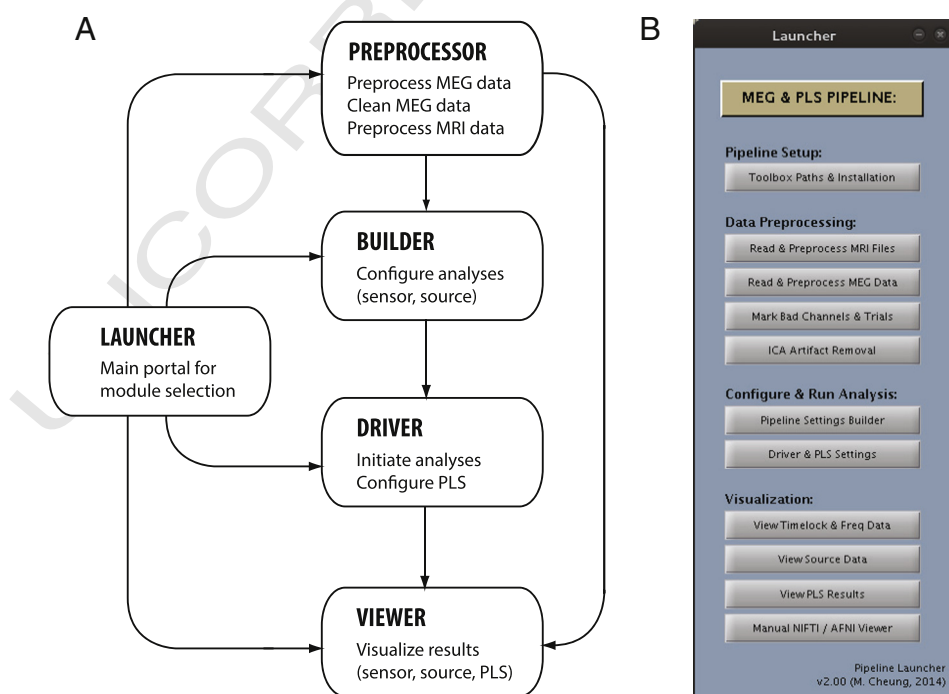 A
PREPROCESSOR
Preprocess MEG data
Clean MEG data
Preprocess MRI data
BUILDER
Configure analyses
(sensor, source)
LAUNCHER
Main portal for
module selection
DRIVER
Initiate analyses
Configure PLS
VIEWER
Visualize results
(sensor, source, PLS)
B
Launcher
MEG & PLS PIPELINE:
Pipeline Setup:
Toolbox Paths & Installation
Data Preprocessing:
Read & Preprocess MRI Files
Read & Preprocess MEG Data
Mark Bad Channels & Trials
ICA Artifact Removal
Configure & Run Analysis:
Pipeline Settings Builder
Driver & PLS Settings
Visualization:
View Timelock & Freq Data
View Source Data
View PLS Results
Manual NIFTI / AFNI Viewer
Pipeline Launcher
v2.00 (M. Cheung, 2014)